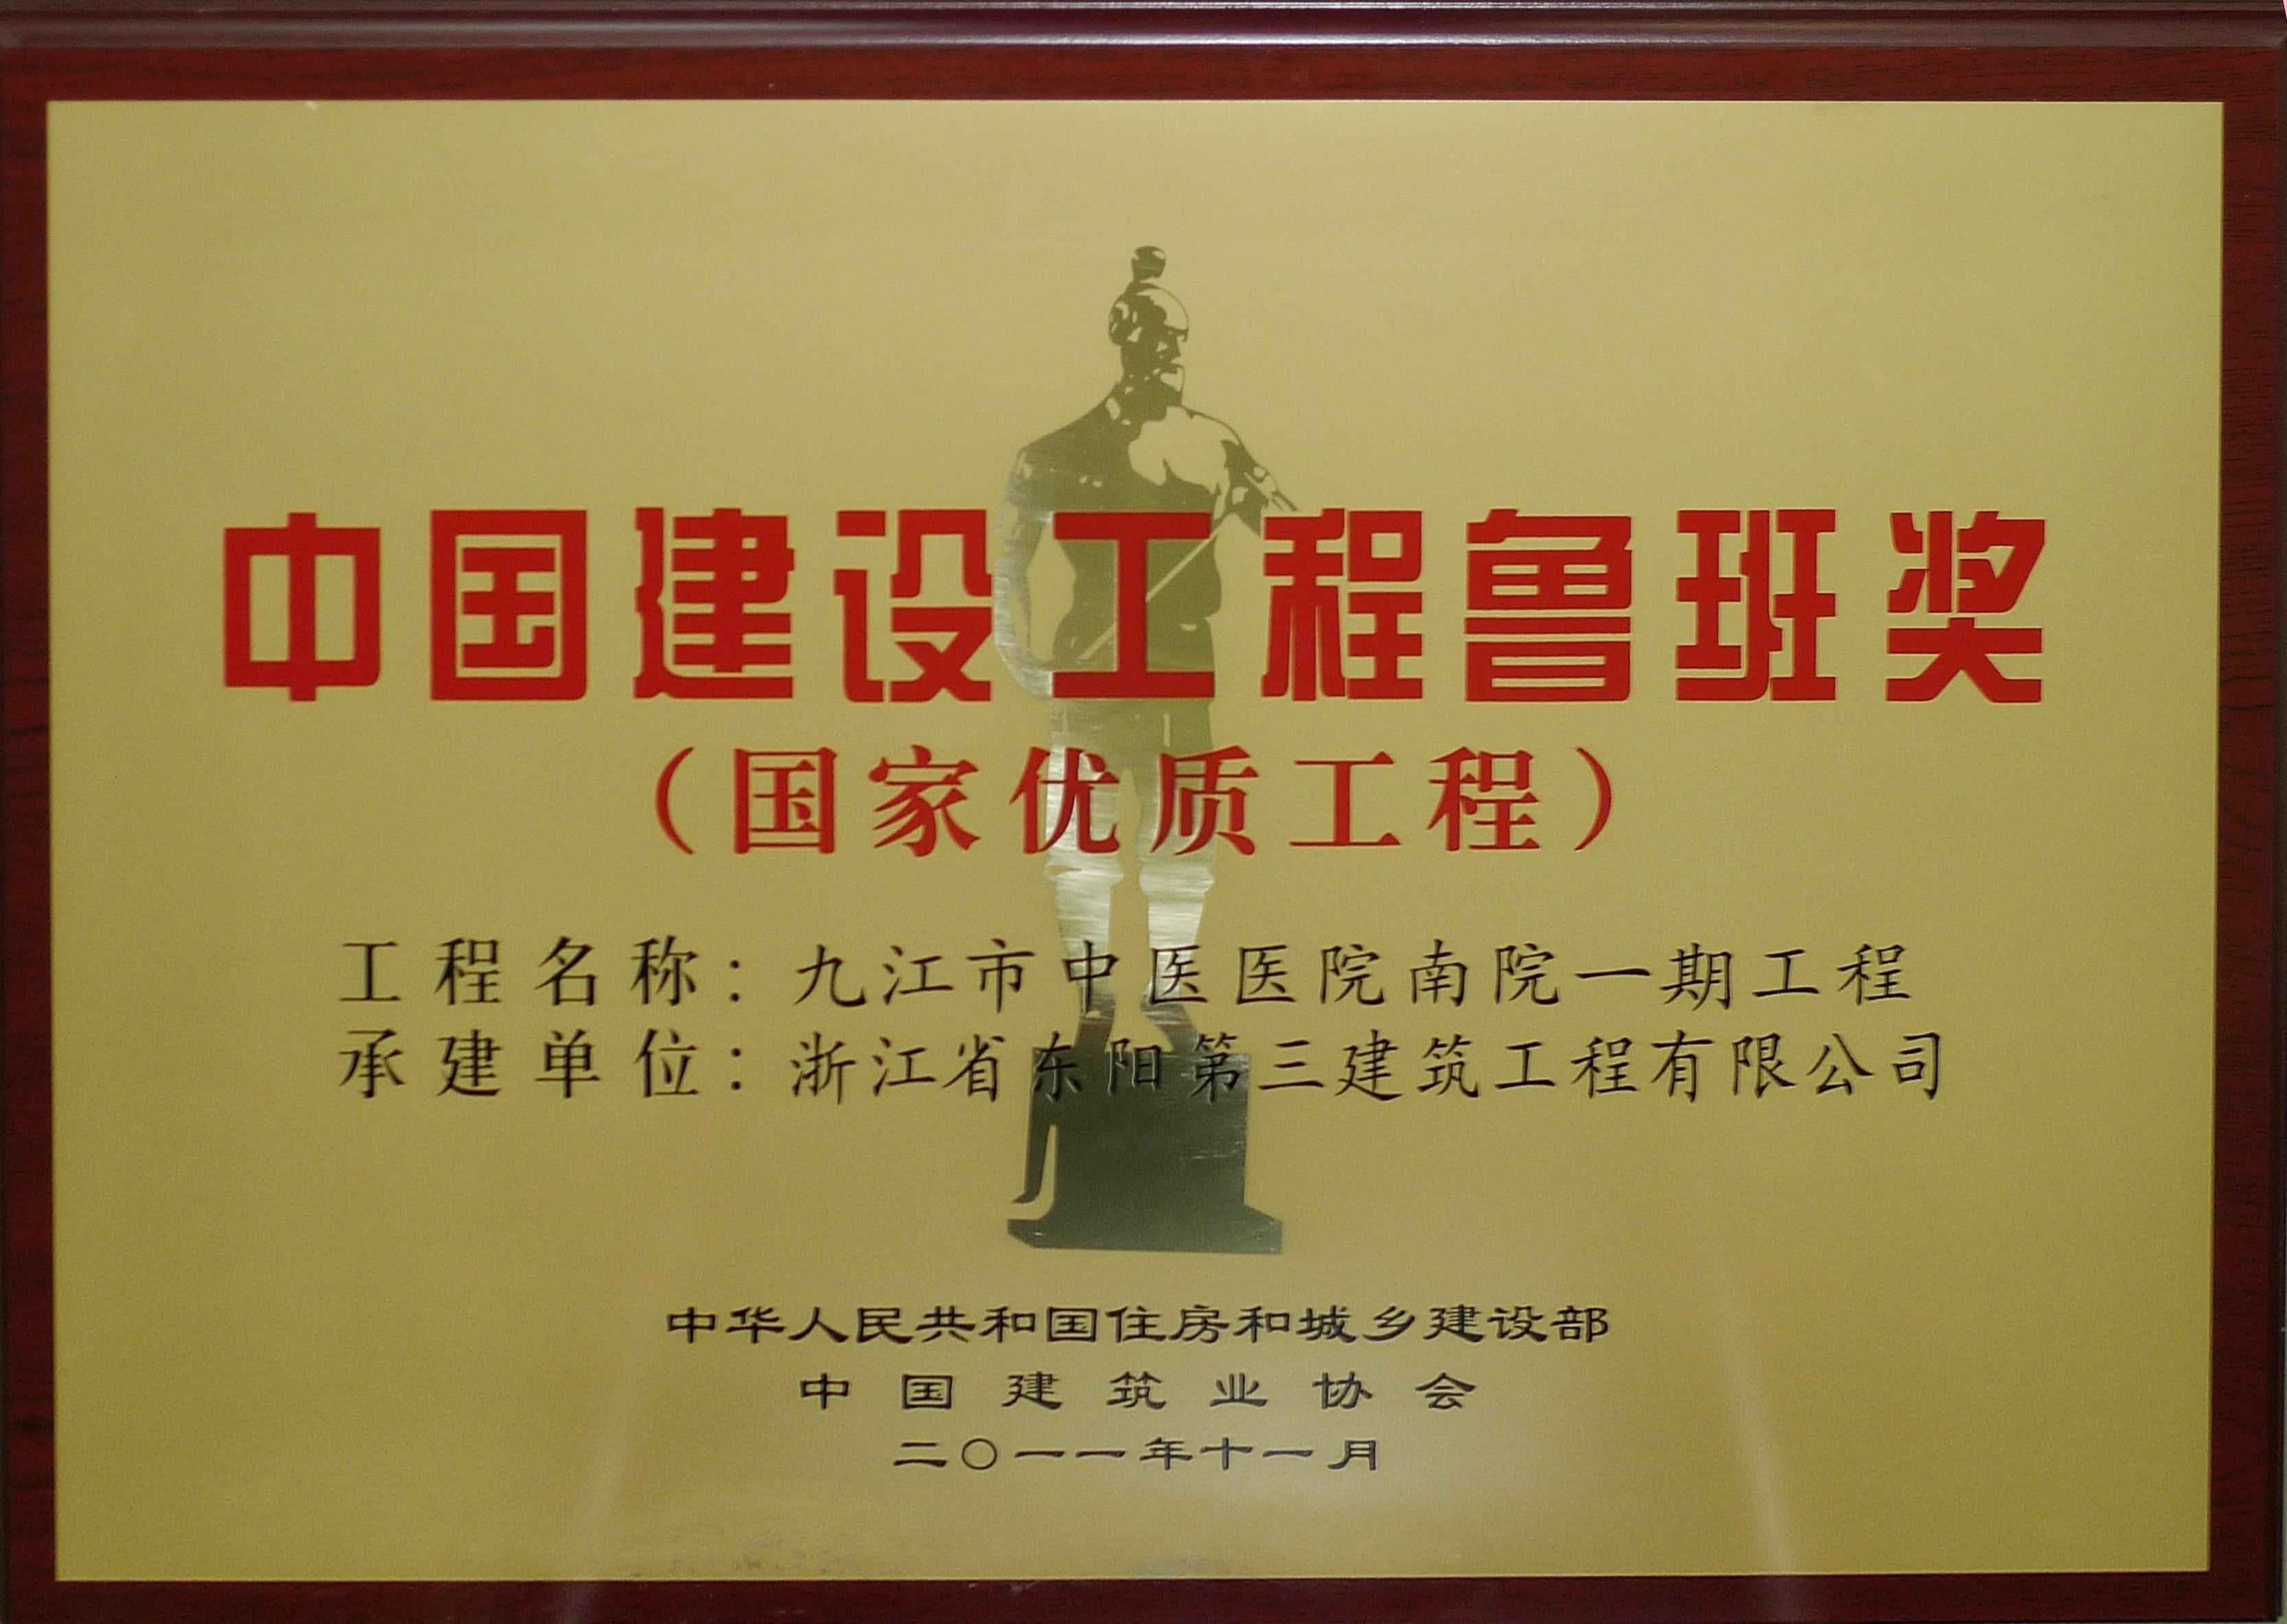 中国建设工程鲁班奖
（国家优质工程）
工程名称：九江市中医医院南院一期工程
承建单位：浙江省东阳第三建筑工程有限公司
中华人民共和国住房和城乡建设部
中国建筑业协会
二〇一一年十一月